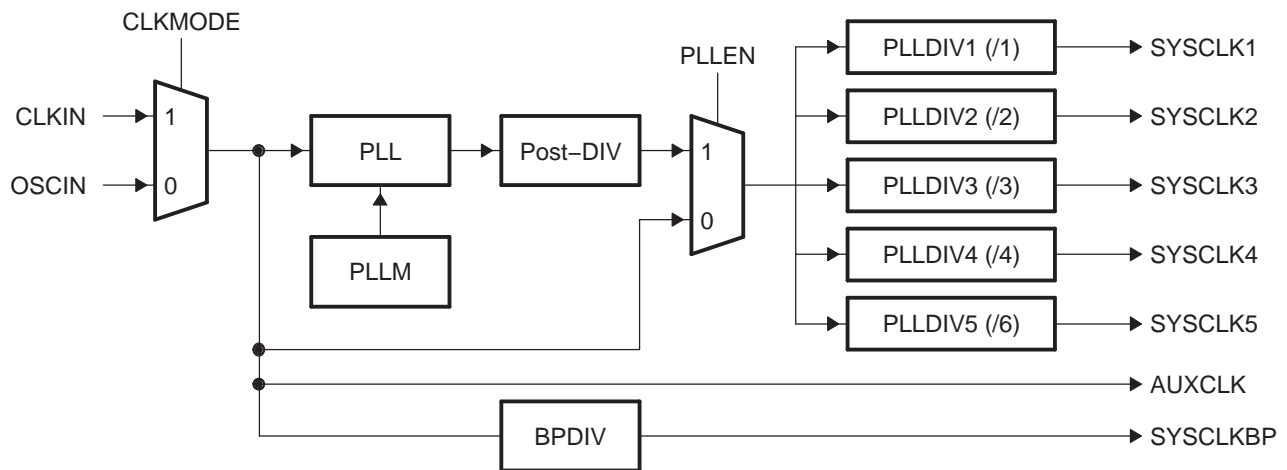 CLKMODE
CLKIN
1
OSCIN
0
PLL
Post–DIV
PLLM
PLLEN
1
0
PLLDIV1 (/1)
SYSCLK1
PLLDIV2 (/2)
SYSCLK2
PLLDIV3 (/3)
SYSCLK3
PLLDIV4 (/4)
SYSCLK4
PLLDIV5 (/6)
SYSCLK5
AUXCLK
BPDIV
SYSCLKBP